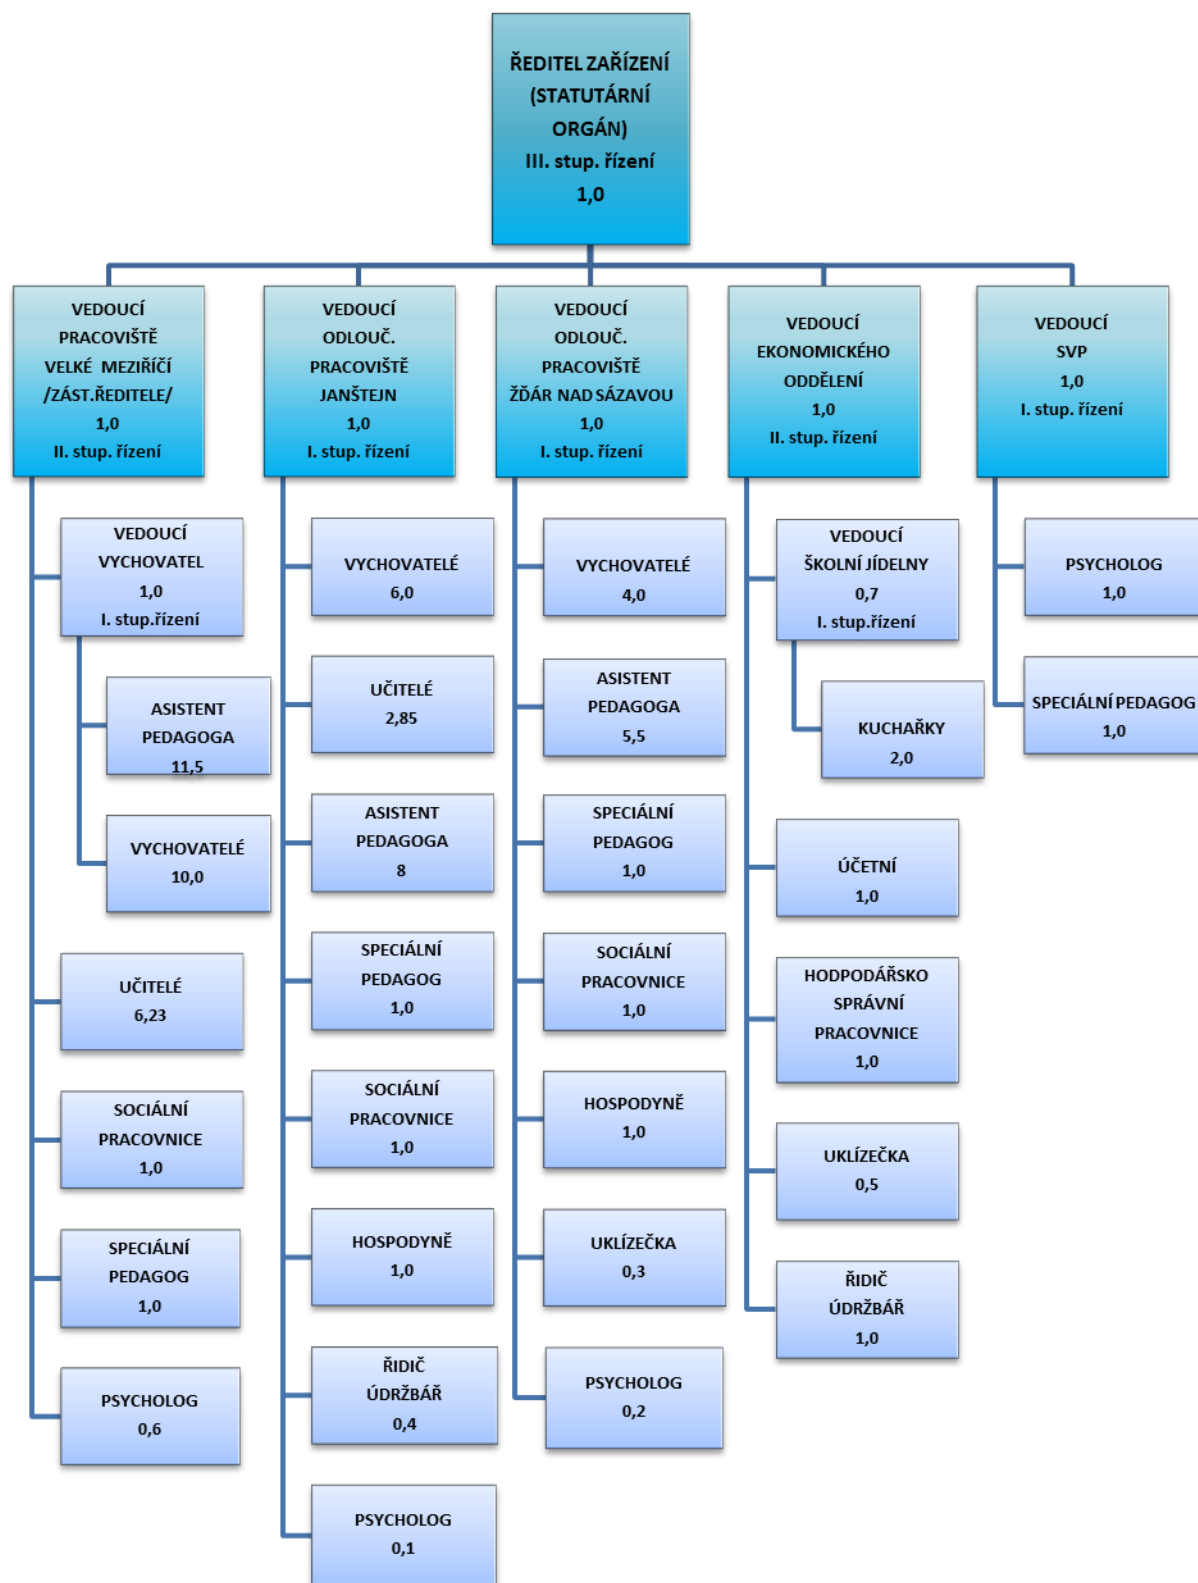 ŘEDITEL ZAŘÍZENÍ
(STATUTÁRNÍ
ORGÁN)
III. stup. řízení
1,0
VEDOUCÍ
PRACOVIŠTĚ
VELKÉ MEZIŘÍČÍ
/ZÁST.ŘEDITELE/
1,0
II. stup. řízení
VEDOUCÍ
VYCHOVATEL
1,0
I. stup.řízení
ASISTENT
PEDAGOGA
11,5
VYCHOVATELÉ
10,0
UČITELÉ
6,23
SOCIÁLNÍ
PRACOVNICE
1,0
SPECIÁLNÍ
PEDAGOG
1,0
PSYCHOLOG
0,6
VEDOUCÍ
ODLOUČ.
PRACOVIŠTĚ
JANŠTEJN
1,0
I. stup. řízení
VYCHOVATELÉ
6,0
UČITELÉ
2,85
ASISTENT
PEDAGOGA
8
SPECIÁLNÍ
PEDAGOG
1,0
SOCIÁLNÍ
PRACOVNICE
1,0
HOSPODYNĚ
1,0
ŘIDIČ
ÚDRŽBÁŘ
0,4
PSYCHOLOG
0,1
VEDOUCÍ
ODLOUČ.
PRACOVIŠTĚ
ŽĎÁR NAD SÁZAVOU
1,0
I. stup. řízení
VYCHOVATELÉ
4,0
ASISTENT
PEDAGOGA
5,5
SPECIÁLNÍ
PEDAGOG
1,0
SOCIÁLNÍ
PRACOVNICE
1,0
HOSPODYNĚ
1,0
UKLÍZEČKA
0,3
PSYCHOLOG
0,2
VEDOUCÍ
EKONOMICKÉHO
ODDĚLENÍ
1,0
II. stup. řízení
VEDOUCÍ
ŠKOLNÍ JÍDELNY
0,7
I. stup.řízení
KUCHAŘKY
2,0
ÚČETNÍ
1,0
HODPODÁŘSKO
SPRÁVNÍ
PRACOVNICE
1,0
UKLÍZEČKA
0,5
ŘIDIČ
ÚDRŽBÁŘ
1,0
VEDOUCÍ
SVP
1,0
I. stup. řízení
PSYCHOLOG
1,0
SPECIÁLNÍ PEDAGOG
1,0